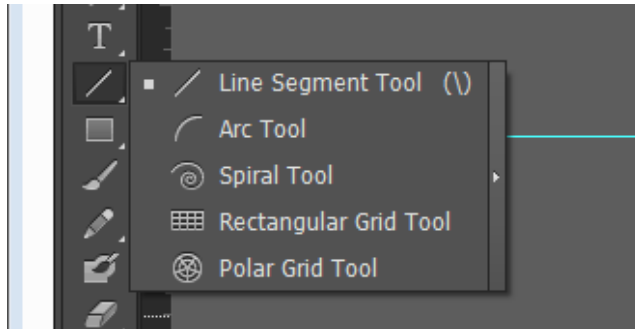 T
Line Segment Tool (\)
Arc Tool
Spiral Tool
Rectangular Grid Tool
Polar Grid Tool